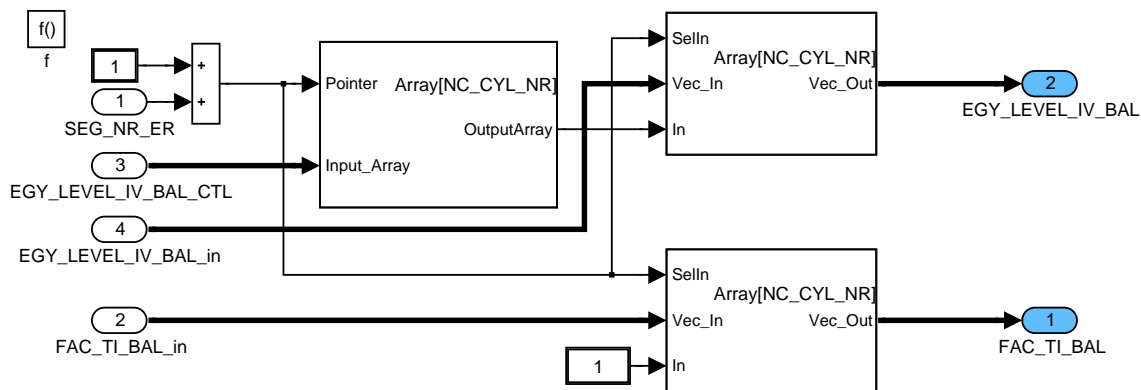 f()
f
1
+
+
1
SEG_NR_ER
3
EGY_LEVEL_IV_BAL_CTL
4
EGY_LEVEL_IV_BAL_in
2
FAC_TI_BAL_in
Pointer
Array[NC_CYL_NR]
OutputArray
Input_Array
SelIn
Array[NC_CYL_NR]
Vec_In
Vec_Out
In
2
EGY_LEVEL_IV_BAL
SelIn
Array[NC_CYL_NR]
Vec_In
Vec_Out
1
In
1
FAC_TI_BAL